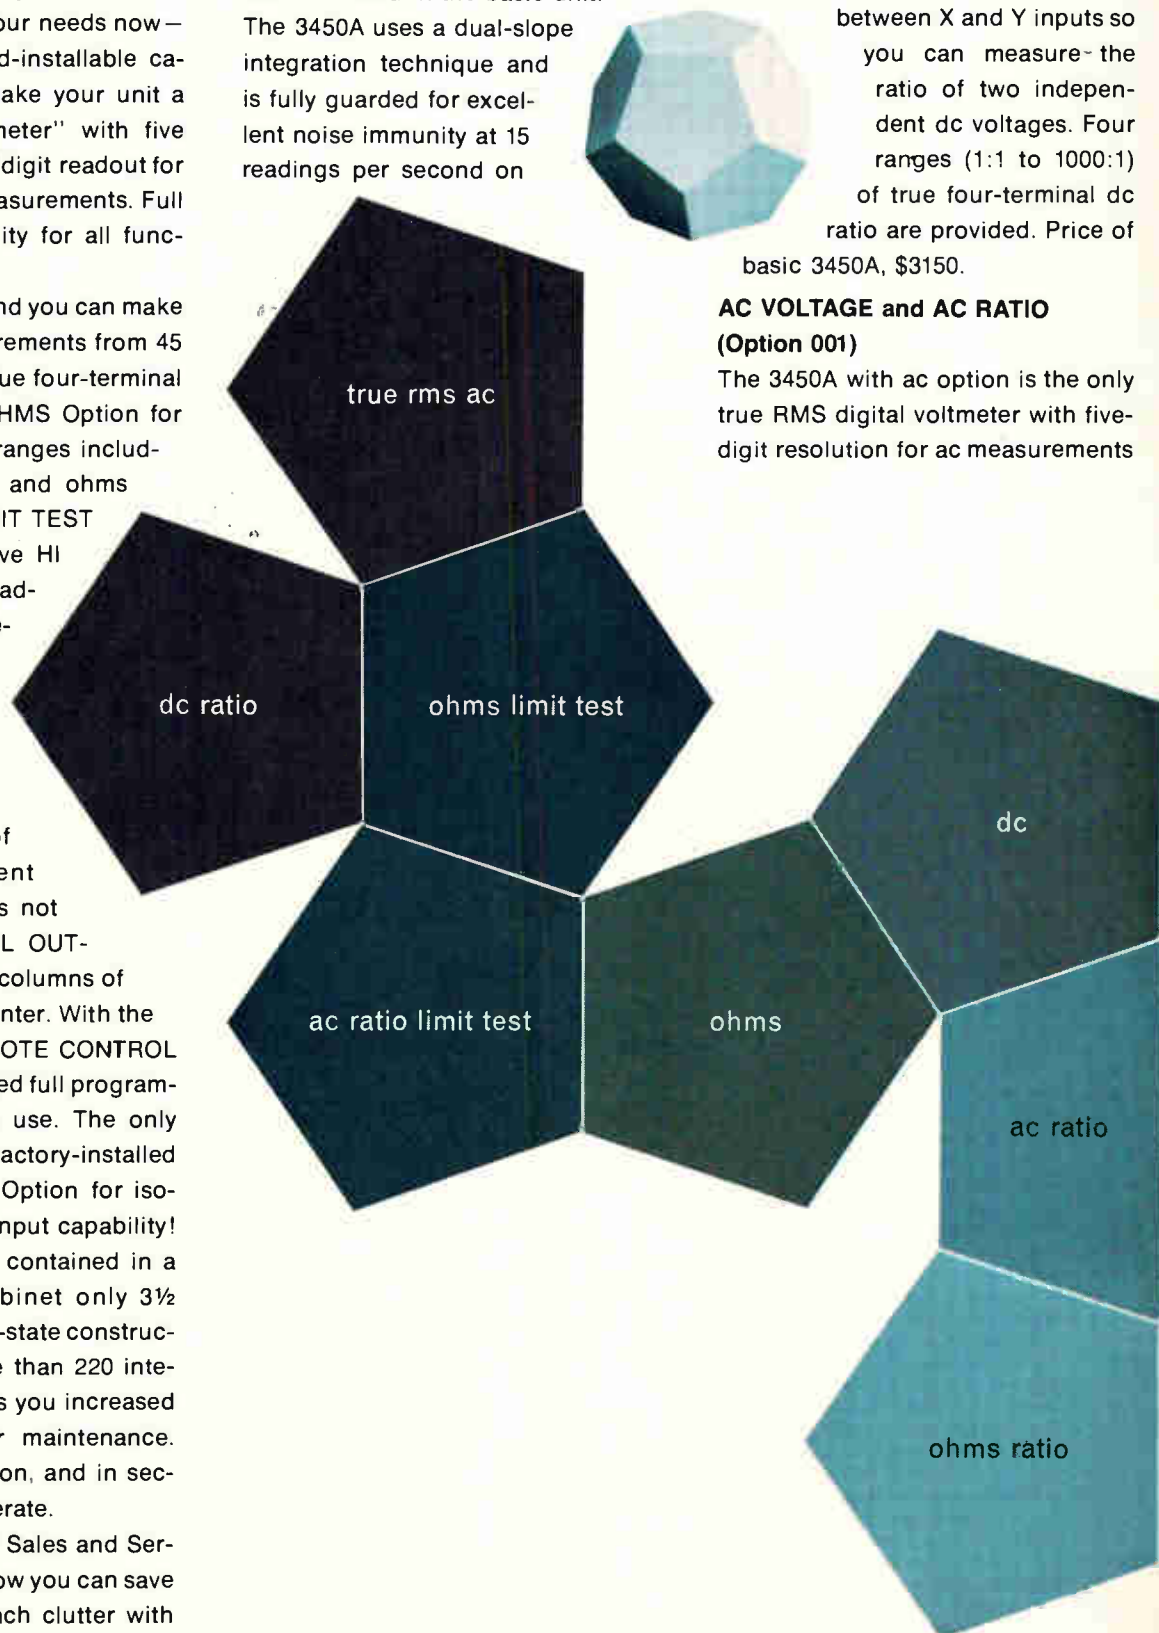 our needs now—
d-installable ca-
ake your unit a
neter" with five
digit readout for
asurements. Full
ity for all func-
nd you can make
rements from 45
ue four-terminal
HMS Option for
ranges includ-
and ohms
IT TEST
ve HI
ad-
e-
of
ent
s not
L OUT-
columns of
nter. With the
OTE CONTROL
ed full program-
use. The only
actory-installed
Option for iso-
nput capability!
contained in a
binet only 3½
-state construc-
e than 220 inte-
s you increased
r maintenance.
on, and in sec-
erate.
Sales and Ser-
ow you can save
nch clutter with
The 3450A uses a dual-slope
integration technique and
is fully guarded for excel-
lent noise immunity at 15
readings per second on
between X and Y inputs so
you can measure the
ratio of two indepen-
dent dc voltages. Four
ranges (1:1 to 1000:1)
of true four-terminal dc
ratio are provided. Price of
basic 3450A, $3150.
AC VOLTAGE and AC RATIO
(Option 001)
The 3450A with ac option is the only
true RMS digital voltmeter with five-
digit resolution for ac measurements
true rms ac
dc ratio
ohms limit test
dc
ac ratio limit test
ohms
ac ratio
ohms ratio